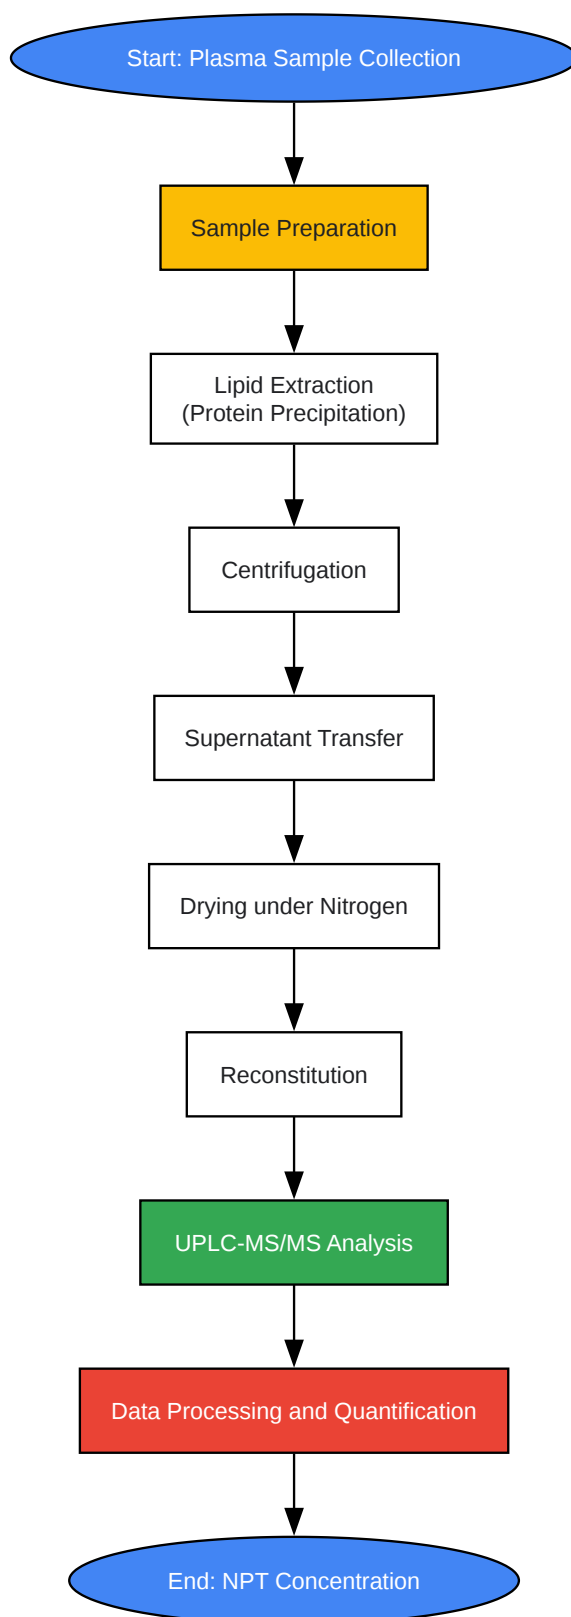 Start: Plasma Sample Collection
Sample Preparation
Lipid Extraction
(Protein Precipitation)
Centrifugation
Supernatant Transfer
Drying under Nitrogen
Reconstitution
UPLC-MS/MS Analysis
Data Processing and Quantification
End: NPT Concentration